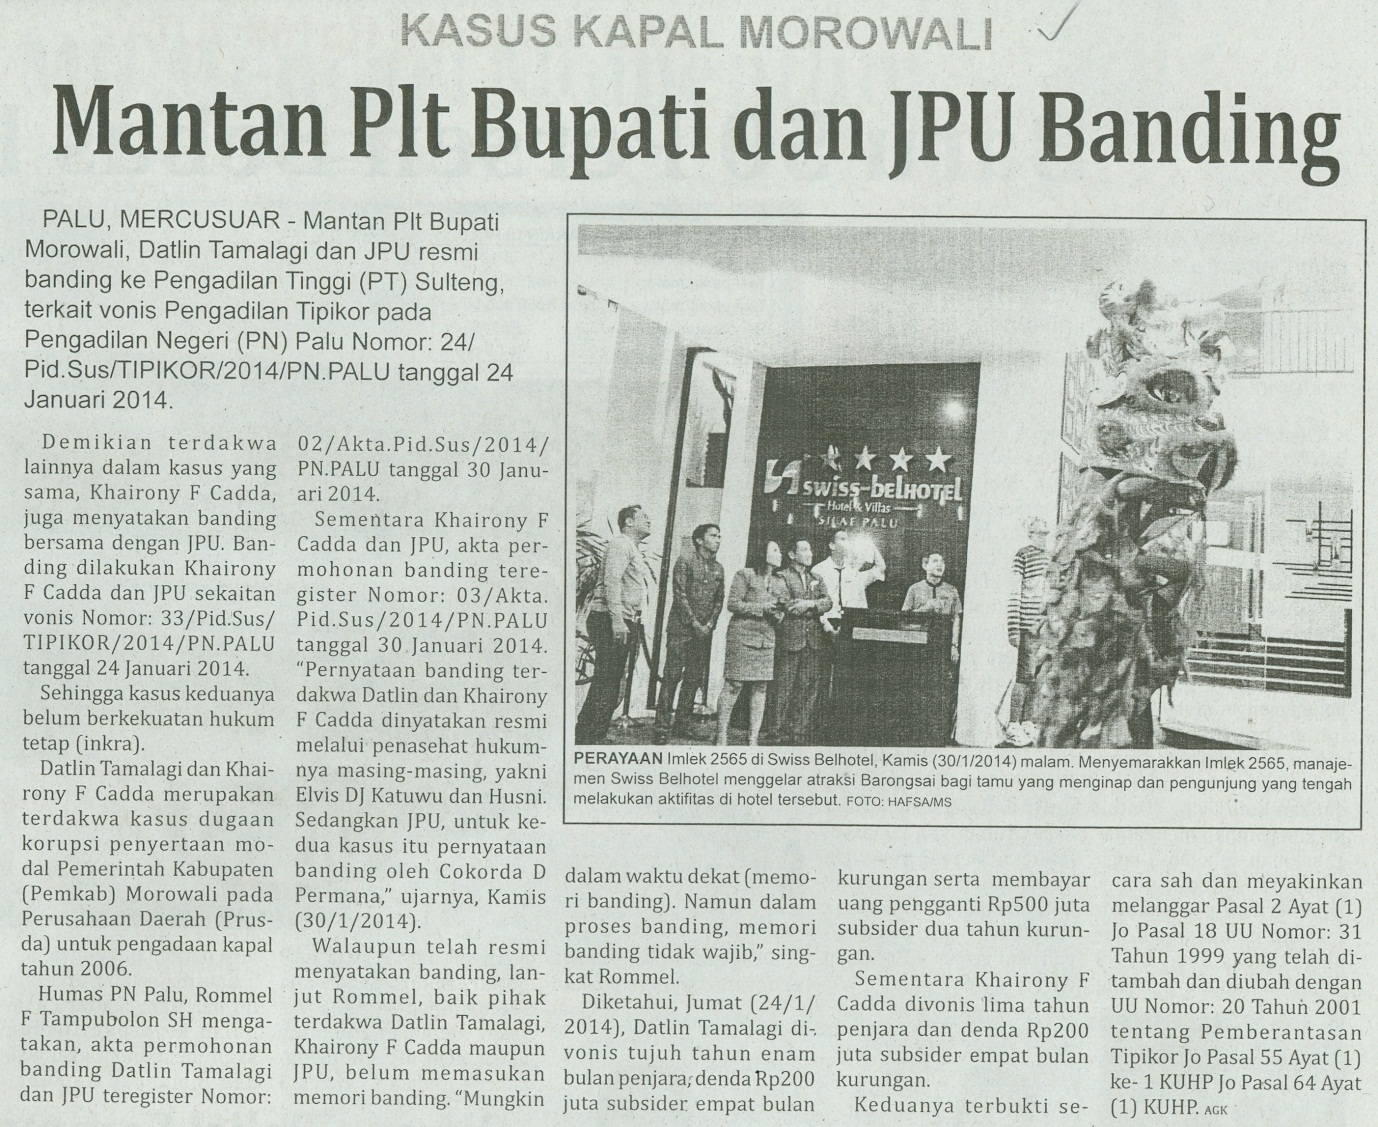 KASUS KAPAL MOROWALI
Mantan Plt Bupati dan JPU Banding
PALU, MERCUSUAR - Mantan Plt Bupati
Morowali, Datlin Tamalagi dan JPU resmi
banding ke Pengadilan Tinggi (PT) Sulteng,
terkait vonis Pengadilan Tipikor pada
Pengadilan Negeri (PN) Palu Nomor: 24/
Pid.Sus/TIPIKOR/2014/PN.PALU tanggal 24
Januari 2014.
Demikian terdakwa
lainnya dalam kasus yang
sama, Khairony F Cadda,
juga menyatakan banding
bersama dengan JPU. Ban-
ding dilakukan Khairony
F Cadda dan JPU sekaitan
vonis Nomor: 33/Pid.Sus/
TIPIKOR/2014/PN.PALU
tanggal 24 Januari 2014.
Sehingga kasus keduanya
belum berkekuatan hukum
tetap (inkra).
Datlin Tamalagi dan Khai-
rony F Cadda merupakan
terdakwa kasus dugaan
korupsi penyertaan mo-
dal Pemerintah Kabupaten
(Pemkab) Morowali pada
Perusahaan Daerah (Prus-
da) untuk pengadaan kapal
tahun 2006.
Humas PN Palu, Rommel
F Tampubolon SH menga-
takan, akta permohonan
banding Datlin Tamalagi
dan JPU teregister Nomor:
02/Akta.Pid.Sus/2014/
PN.PALU tanggal 30 Janu-
ari 2014.
Sementara Khairony F
Cadda dan JPU, akta per-
mohonan banding tere-
gister Nomor: 03/Akta.
Pid.Sus/2014/PN.PALU
tanggal 30 Januari 2014.
"Pernyataan banding ter-
dakwa Datlin dan Khairony
F Cadda dinyatakan resmi
melalui penasehat hukum-
nya masing-masing, yakni
Elvis DJ Katuwu dan Husni.
Sedangkan JPU, untuk ke-
dua kasus itu pernyataan
banding oleh Cokorda D
Permana," ujarnya, Kamis
(30/1/2014).
Walaupun telah resmi
menyatakan banding, lan-
jut Rommel, baik pihak
terdakwa Datlin Tamalagi,
Khairony F Cadda maupun
JPU, belum memasukan
memori banding. "Mungkin
swiss-belHOTEL
Hotel & Villas
SILAE PALU
PERAYAAN Imlek 2565 di Swiss Belhotel, Kamis (30/1/2014) malam. Menyemarakkan Imlek 2565, manaje-
men Swiss Belhotel menggelar atraksi Barongsai bagi tamu yang menginap dan pengunjung yang tengah
melakukan aktifitas di hotel tersebut. FOTO: HAFSA/MS
dalam waktu dekat (memo-
ri banding). Namun dalam
proses banding, memori
banding tidak wajib," sing-
kat Rommel.
Diketahui, Jumat (24/1/
2014), Datlin Tamalagi di-
vonis tujuh tahun enam
bulan penjara, denda Rp200
juta subsider empat bulan
kurungan serta membayar
uang pengganti Rp500 juta
subsider dua tahun kurun-
gan.
Sementara Khairony F
Cadda divonis lima tahun
penjara dan denda Rp200
juta subsider empat bulan
kurungan.
Keduanya terbukti se-
cara sah dan meyakinkan
melanggar Pasal 2 Ayat (1)
Jo Pasal 18 UU Nomor: 31
Tahun 1999 yang telah di-
tambah dan diubah dengan
UU Nomor: 20 Tahun 2001
tentang Pemberantasan
Tipikor Jo Pasal 55 Ayat (1)
ke- 1 KUHP Jo Pasal 64 Ayat
(1) KUHP. AGK